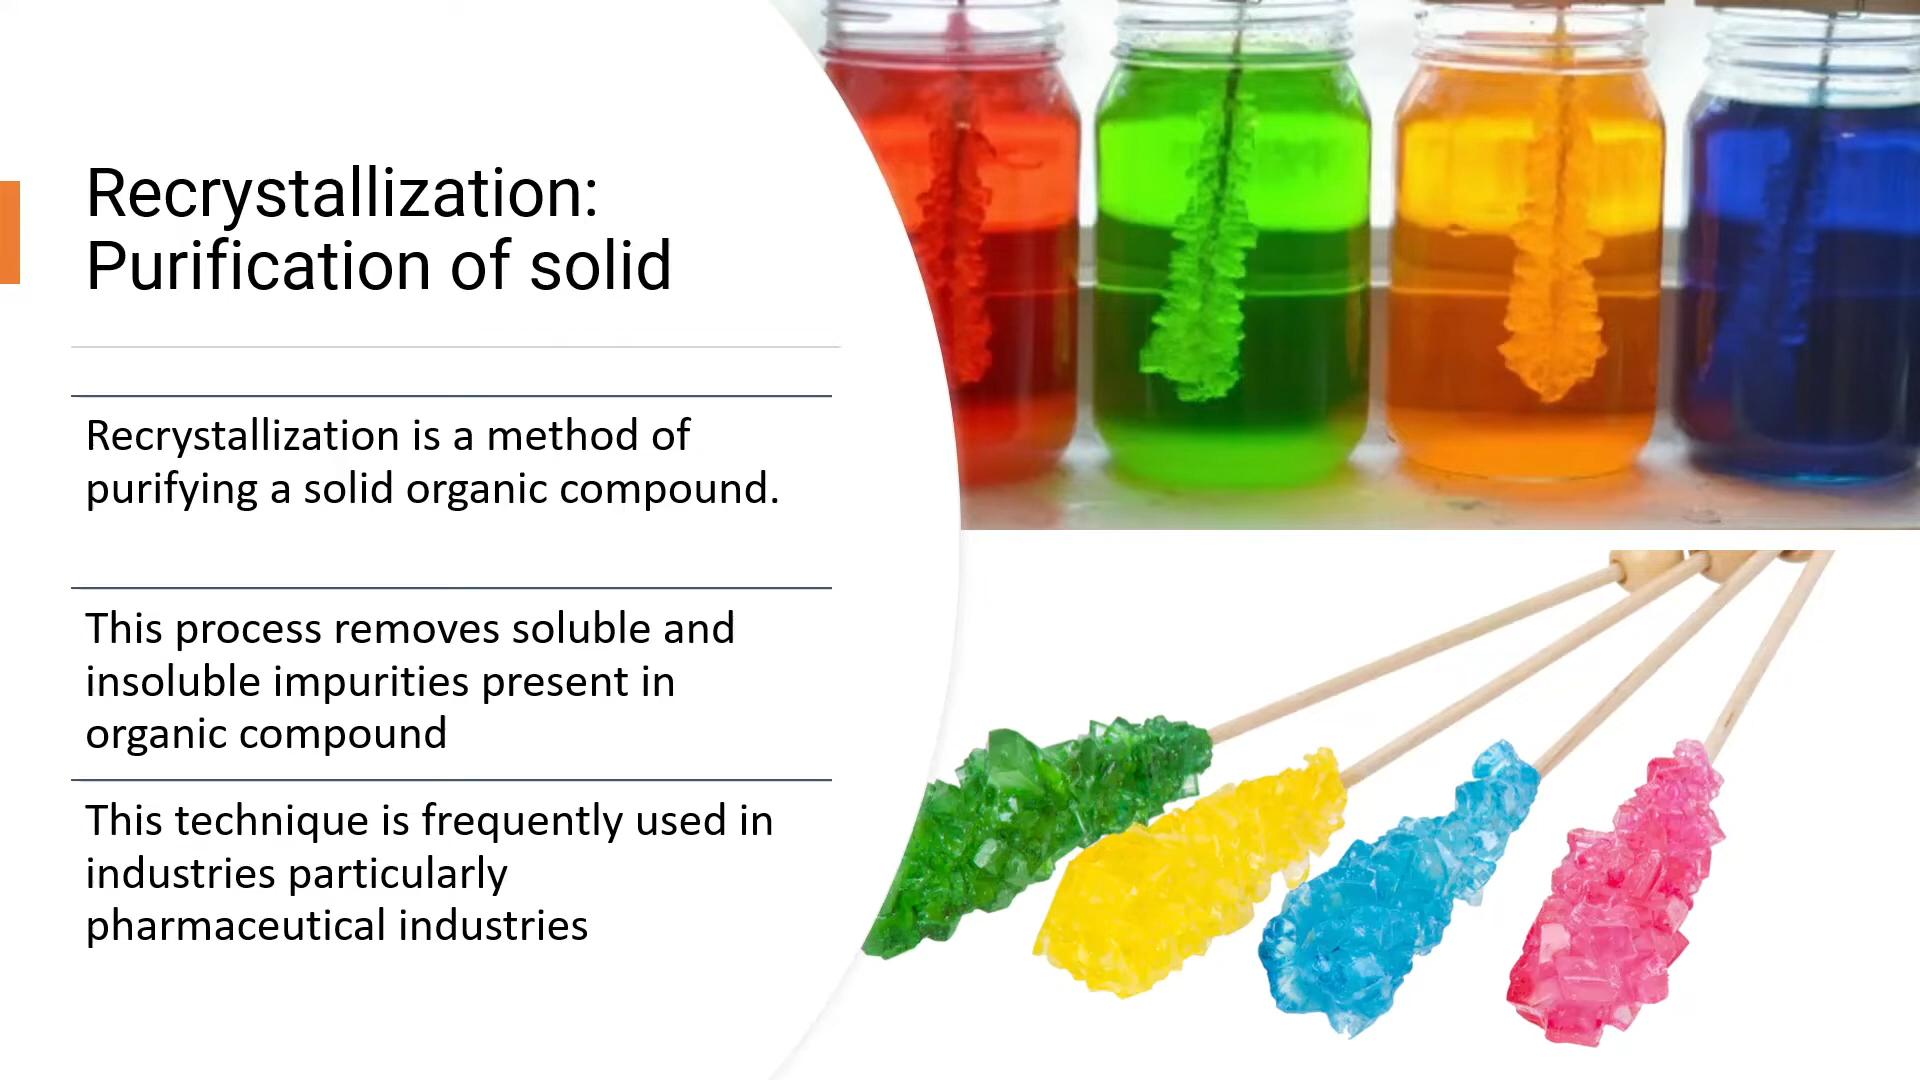 Recrystallization:
Purification of solid
Recrystallization is a method of
purifying a solid organic compound.
This process removes soluble and
insoluble impurities present in
organic compound
This technique is frequently used in
industries particularly
pharmaceutical industries